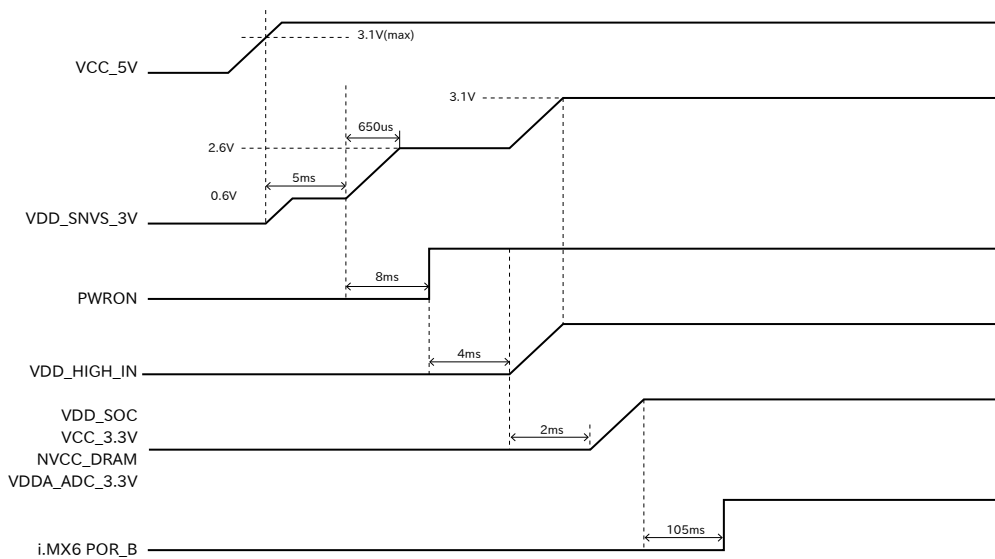 3.1V(max)
VCC_5V
3.1V
650us
2.6V
5ms
0.6V
VDD_SNVS_3V
8ms
PWRON
4ms
VDD_HIGH_IN
VDD_SOC
VCC_3.3V
2ms
NVCC_DRAM
VDDA_ADC_3.3V
105ms
i.MX6 POR_B